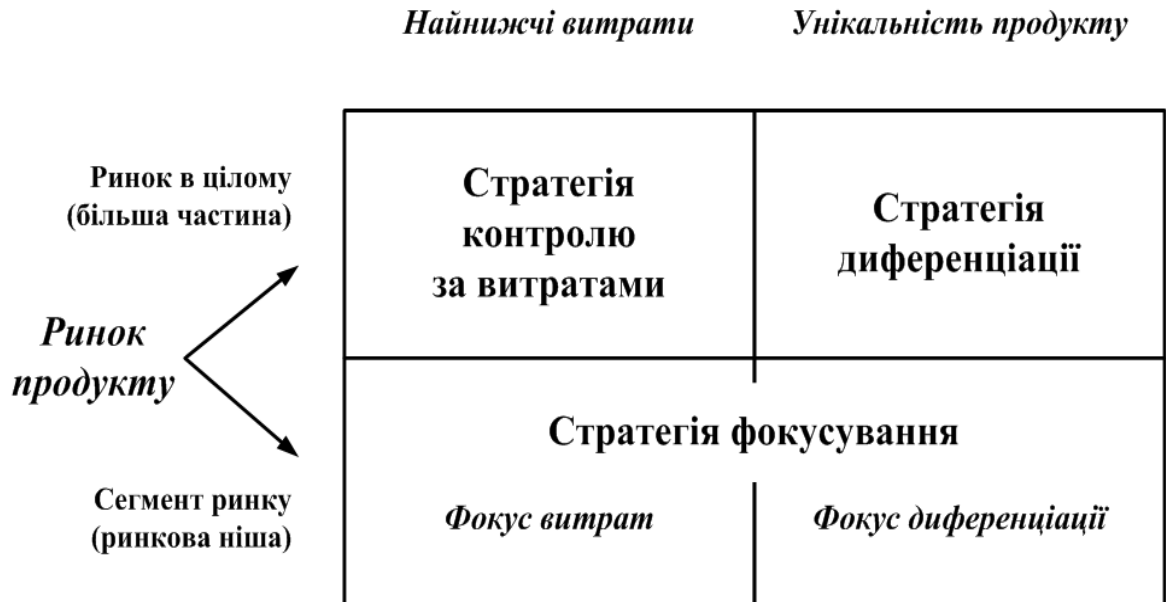 Найнижчі витрати
Унікальність продукту
Ринок в цілому
(більша частина)
Стратегія
контролю
за витратами
Стратегія
диференціації
Ринок
продукту
Стратегія фокусування
Сегмент ринку
(ринкова ніша)
Фокус витрат
Фокус диференціації